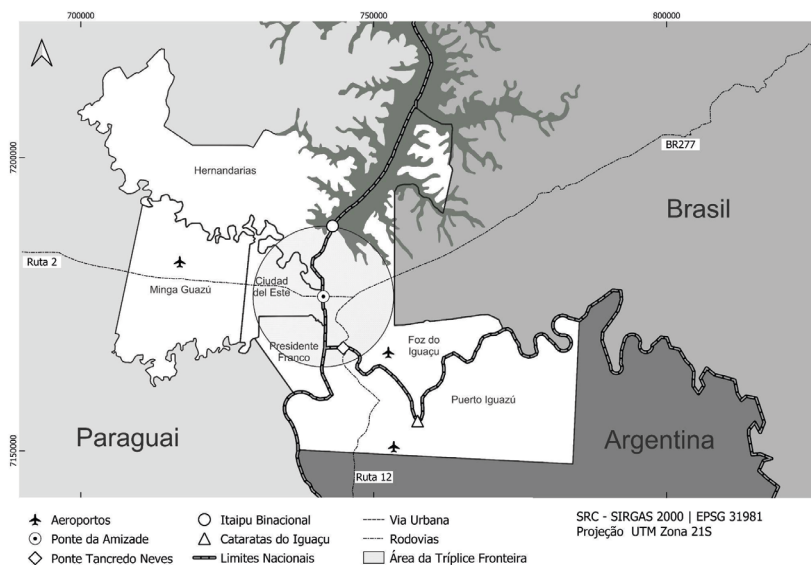 700000
750000
800000
7200000
7150000
Hernandarias
BR277
Brasil
Ruta 2
Minga Guazú
Ciudad
del Este
Presidente
Franco
Foz do
Iguaçu
Puerto Iguazú
Paraguai
Argentina
Ruta 12
Aeroportos
Ponte da Amizade
Ponte Tancredo Neves
Itaipu Binacional
Cataratas do Iguaçu
Limites Nacionais
Via Urbana
Rodovias
Área da Tríplice Fronteira
SRC - SIRGAS 2000 | EPSG 31981
Projeção UTM Zona 21S